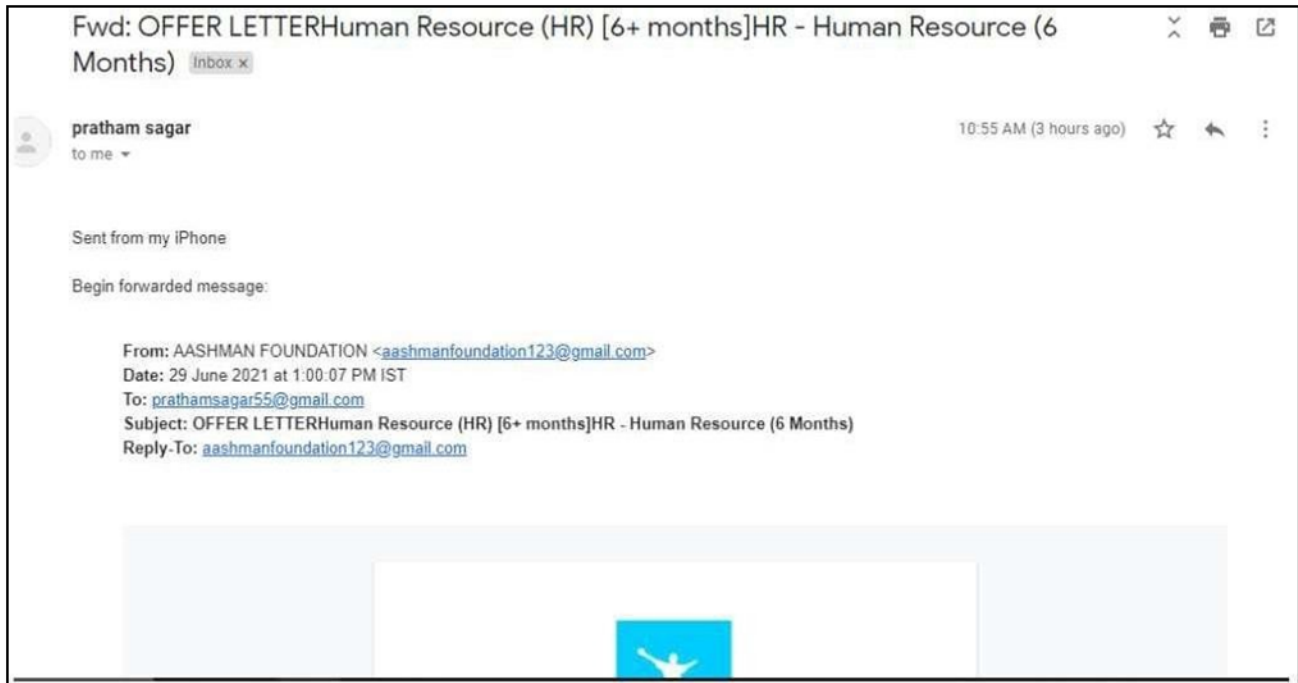 Fwd: OFFER LETTERHuman Resource (HR) [6+ months]HR - Human Resource (6
Months) Inbox x
pratham sagar
10:55 AM (3 hours ago)
to me
Sent from my iPhone
Begin forwarded message:
From: AASHMAN FOUNDATION <aashmanfoundation123@gmail.com>
Date: 29 June 2021 at 1:00:07 PM IST
To: prathamsagar55@gmail.com
Subject: OFFER LETTERHuman Resource (HR) [6+ months]HR - Human Resource (6 Months)
Reply-To: aashmanfoundation123@gmail.com